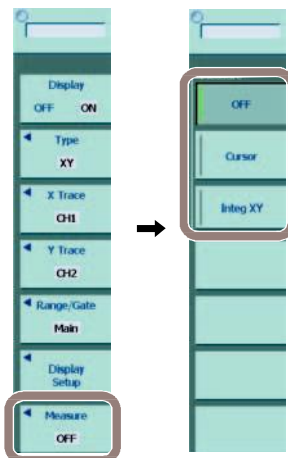 Display
OFF ON
Type
XY
X Trace
CH1
Y Trace
CH2
Range/Gate
Main
Display
Setup
Measure
OFF
OFF
Cursor
Integ XY